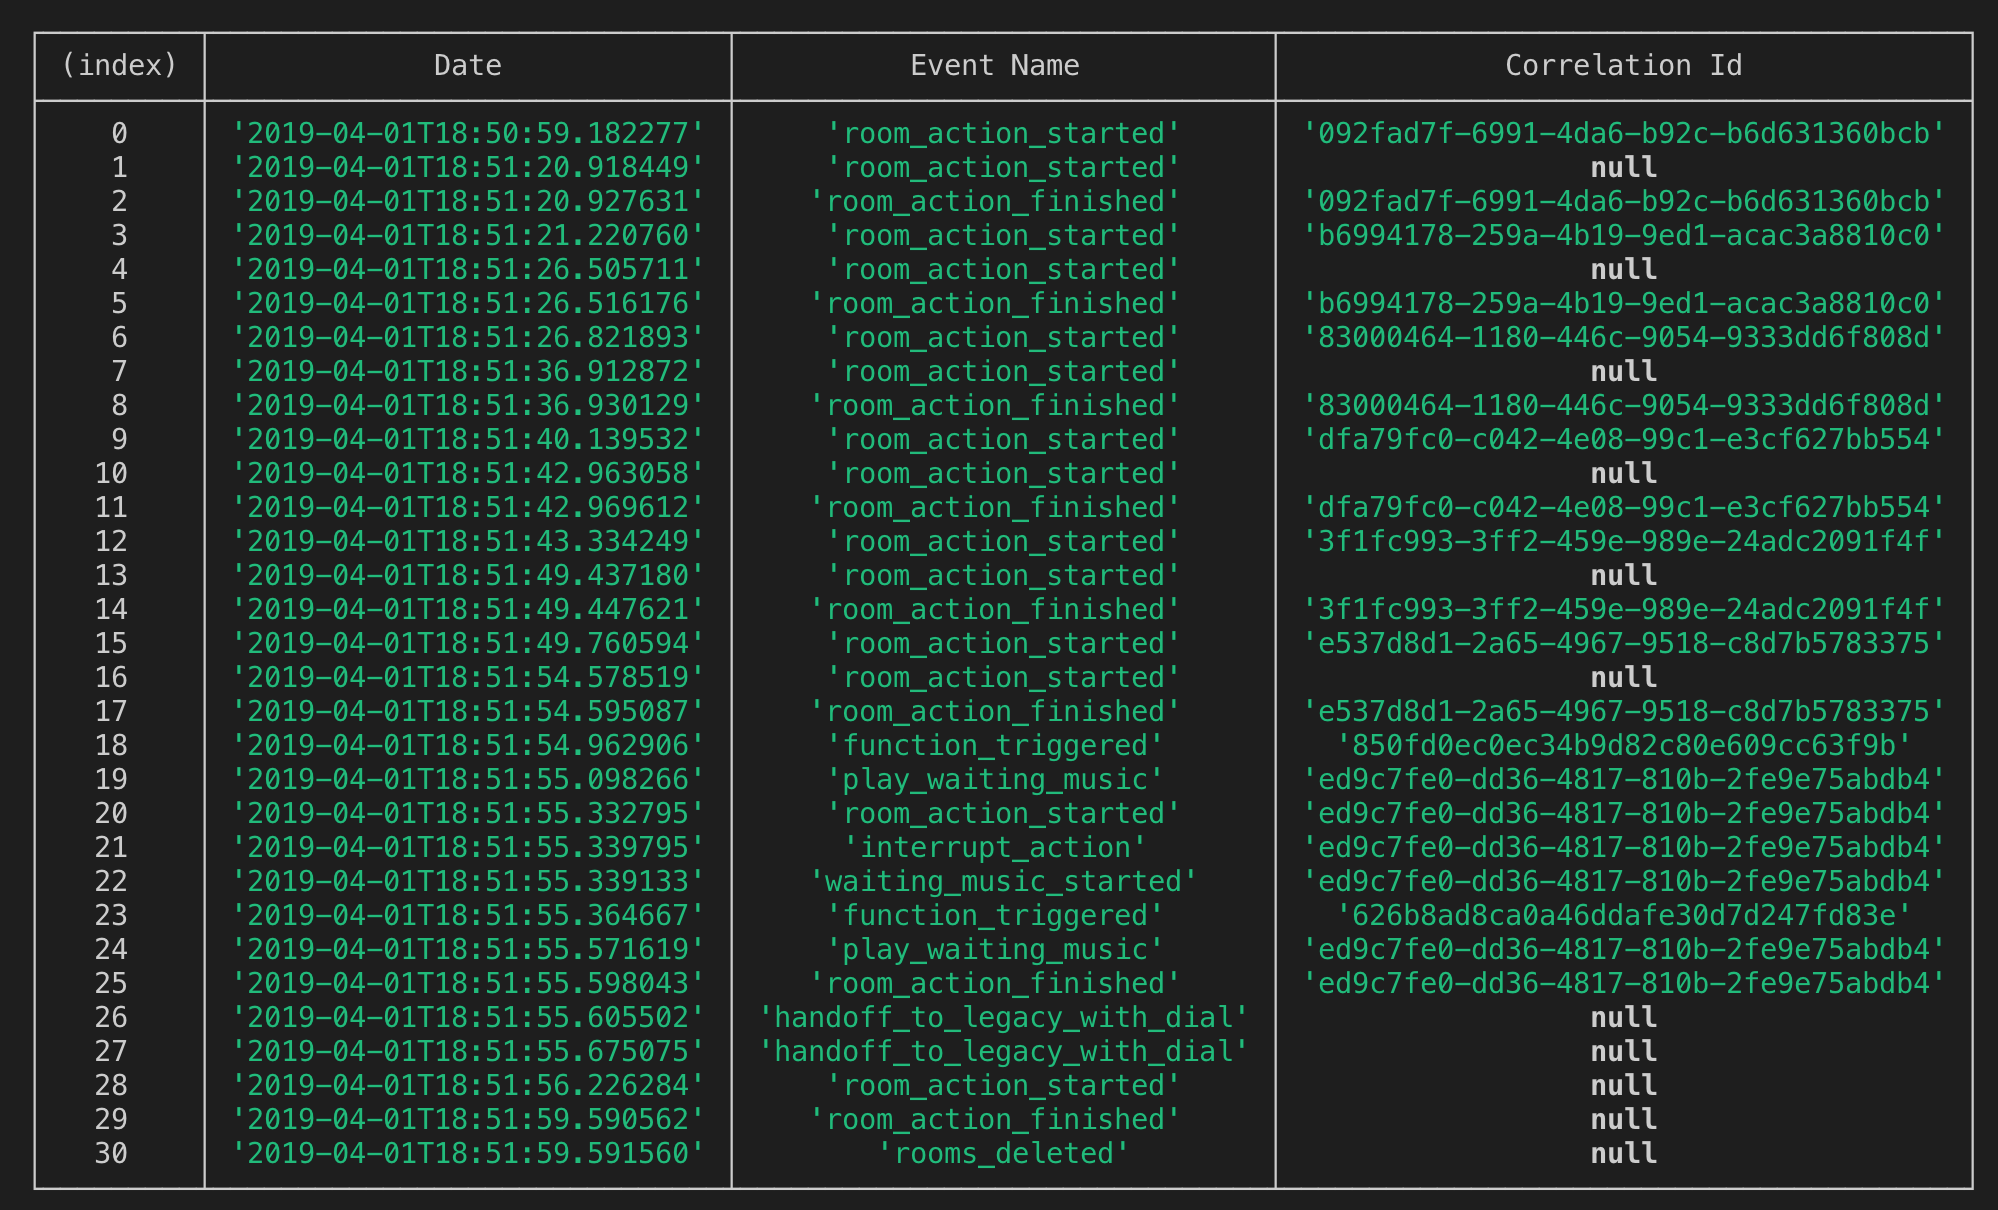 (index) Date Event Name Correlation Id
0 '2019-04-01T18:50:59.182277' 'room_action_started' '092fad7f-6991-4da6-b92c-b6d631360bcb'
1 '2019-04-01T18:51:20.918449' 'room_action_started' null
2 '2019-04-01T18:51:20.927631' 'room_action_finished' '092fad7f-6991-4da6-b92c-b6d631360bcb'
3 '2019-04-01T18:51:21.220760' 'room_action_started' 'b6994178-259a-4b19-9ed1-acac3a8810c0'
4 '2019-04-01T18:51:26.505711' 'room_action_started' null
5 '2019-04-01T18:51:26.516176' 'room_action_finished' 'b6994178-259a-4b19-9ed1-acac3a8810c0'
6 '2019-04-01T18:51:26.821893' 'room_action_started' '83000464-1180-446c-9054-9333dd6f808d'
7 '2019-04-01T18:51:36.912872' 'room_action_started' null
8 '2019-04-01T18:51:36.930129' 'room_action_finished' '83000464-1180-446c-9054-9333dd6f808d'
9 '2019-04-01T18:51:40.139532' 'room_action_started' 'dfa79fc0-c042-4e08-99c1-e3cf627bb554'
10 '2019-04-01T18:51:42.963058' 'room_action_started' null
11 '2019-04-01T18:51:42.969612' 'room_action_finished' 'dfa79fc0-c042-4e08-99c1-e3cf627bb554'
12 '2019-04-01T18:51:43.334249' 'room_action_started' '3f1fc993-3ff2-459e-989e-24adc2091f4f'
13 '2019-04-01T18:51:49.437180' 'room_action_started' null
14 '2019-04-01T18:51:49.447621' 'room_action_finished' '3f1fc993-3ff2-459e-989e-24adc2091f4f'
15 '2019-04-01T18:51:49.760594' 'room_action_started' 'e537d8d1-2a65-4967-9518-c8d7b5783375'
16 '2019-04-01T18:51:54.578519' 'room_action_started' null
17 '2019-04-01T18:51:54.595087' 'room_action_finished' 'e537d8d1-2a65-4967-9518-c8d7b5783375'
18 '2019-04-01T18:51:54.962906' 'function_triggered' '850fd0ec0ec34b9d82c80e609cc63f9b'
19 '2019-04-01T18:51:55.098266' 'play_waiting_music' 'ed9c7fe0-dd36-4817-810b-2fe9e75abdb4'
20 '2019-04-01T18:51:55.332795' 'room_action_started' 'ed9c7fe0-dd36-4817-810b-2fe9e75abdb4'
21 '2019-04-01T18:51:55.339795' 'interrupt_action' 'ed9c7fe0-dd36-4817-810b-2fe9e75abdb4'
22 '2019-04-01T18:51:55.339133' 'waiting_music_started' 'ed9c7fe0-dd36-4817-810b-2fe9e75abdb4'
23 '2019-04-01T18:51:55.364667' 'function_triggered' '626b8ad8ca0a46ddafe30d7d247fd83e'
24 '2019-04-01T18:51:55.571619' 'play_waiting_music' 'ed9c7fe0-dd36-4817-810b-2fe9e75abdb4'
25 '2019-04-01T18:51:55.598043' 'room_action_finished' 'ed9c7fe0-dd36-4817-810b-2fe9e75abdb4'
26 '2019-04-01T18:51:55.605502' 'handoff_to_legacy_with_dial' null
27 '2019-04-01T18:51:55.675075' 'handoff_to_legacy_with_dial' null
28 '2019-04-01T18:51:56.226284' 'room_action_started' null
29 '2019-04-01T18:51:59.590562' 'room_action_finished' null
30 '2019-04-01T18:51:59.591560' 'rooms_deleted' null